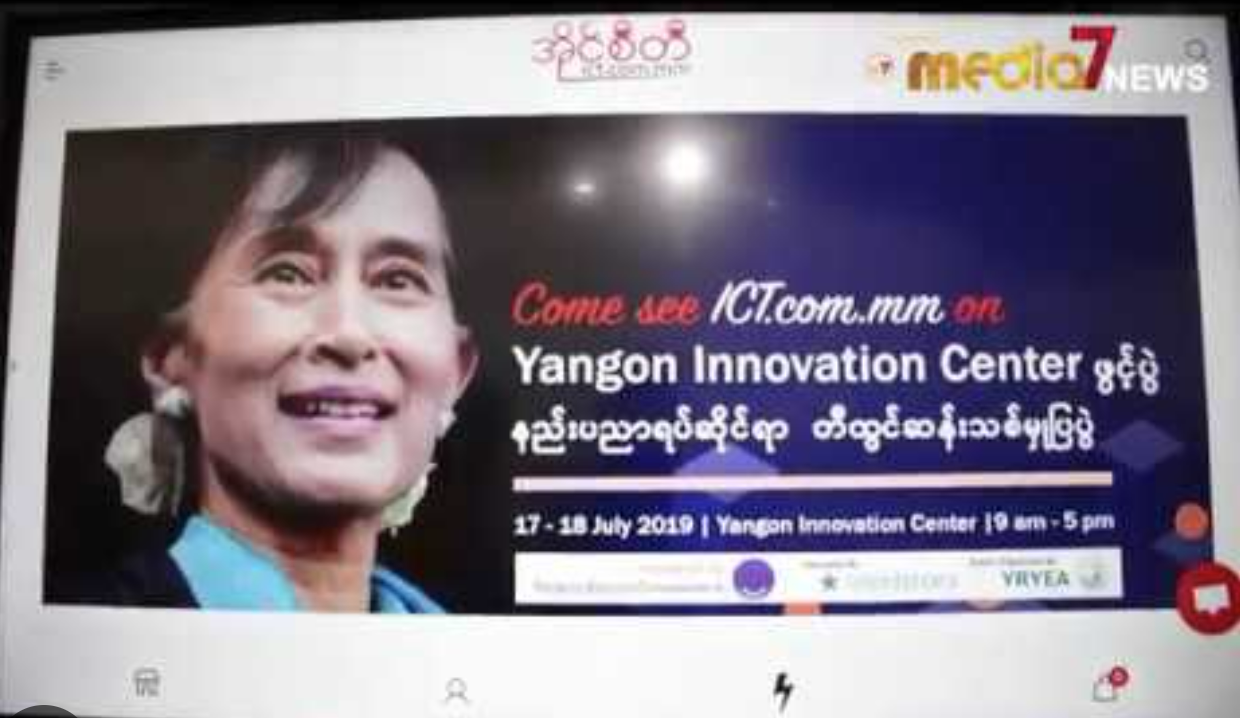 အိုင်စီတီ
ict.com.mm
media7 NEWS
Come see ICT.com.mm on
Yangon Innovation Center ဖွင့်ပွဲ
နည်းပညာရပ်ဆိုင်ရာ တီထွင်ဆန်းသစ်မှုပြပွဲ
17 - 18 July 2019 | Yangon Innovation Center | 9 am - 5 pm
YRYEA